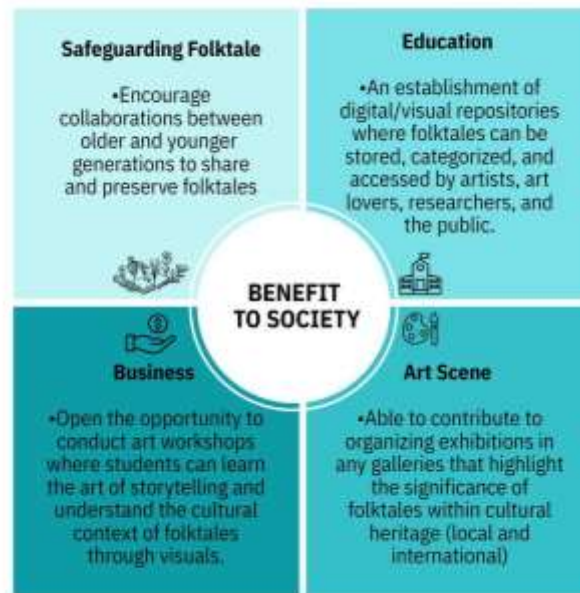 Safeguarding Folktale
•Encourage
collaborations between
older and younger
generations to share
and preserve folktales
Education
•An establishment of
digital/visual repositories
where folktales can be
stored, categorized, and
accessed by artists, art
lovers, researchers, and
the public.
BENEFIT
TO SOCIETY
Business
•Open the opportunity to
conduct art workshops
where students can learn
the art of storytelling and
understand the cultural
context of folktales
through visuals.
Art Scene
•Able to contribute to
organizing exhibitions in
any galleries that highlight
the significance of
folktales within cultural
heritage (local and
international)